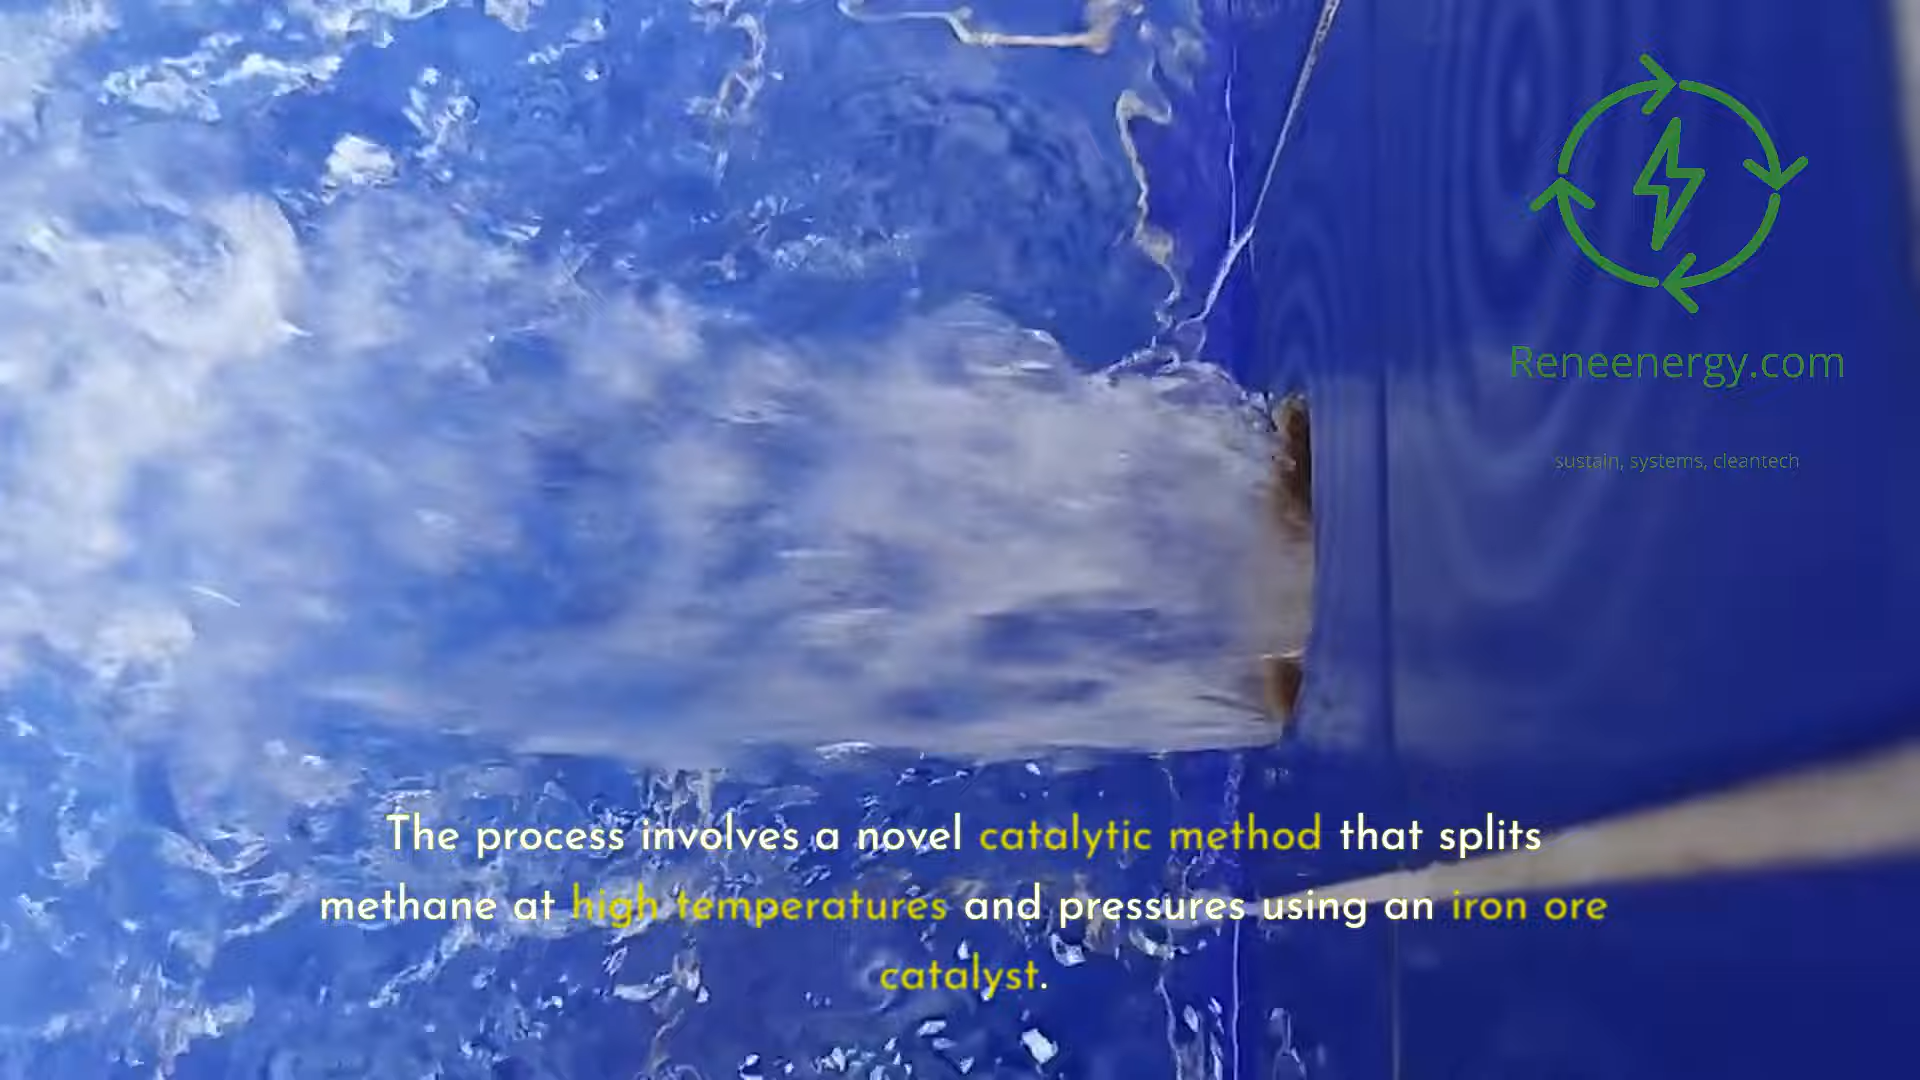 Reneenergy.com
sustain, systems, cleantech
The process involves a novel catalytic method that splits
methane at high temperatures and pressures using an iron ore
catalyst.